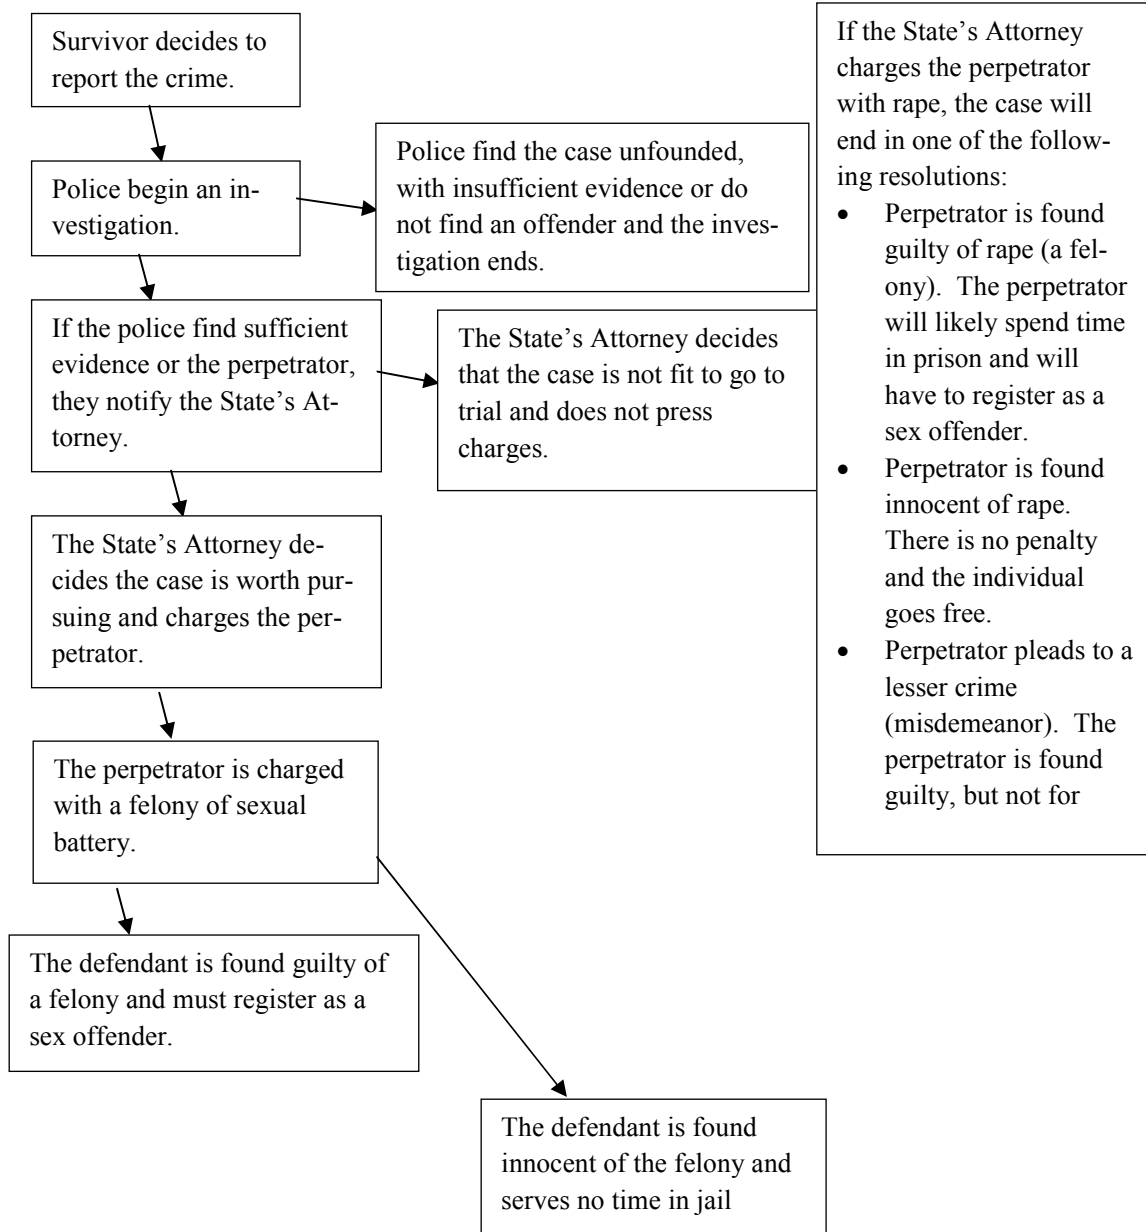 Survivor decides to
report the crime.
Police begin an in-
vestigation.
Police find the case unfounded,
with insufficient evidence or do
not find an offender and the inves-
tigation ends.
If the police find sufficient
evidence or the perpetrator,
they notify the State’s At-
torney.
The State’s Attorney decides
that the case is not fit to go to
trial and does not press
charges.
The State’s Attorney de-
cides the case is worth pur-
suing and charges the per-
petrator.
The perpetrator is charged
with a felony of sexual
battery.
The defendant is found guilty of
a felony and must register as a
sex offender.
The defendant is found
innocent of the felony and
serves no time in jail
If the State’s Attorney
charges the perpetrator
with rape, the case will
end in one of the follow-
ing resolutions:
• Perpetrator is found
guilty of rape (a fel-
ony). The perpetrator
will likely spend time
in prison and will
have to register as a
sex offender.
• Perpetrator is found
innocent of rape.
There is no penalty
and the individual
goes free.
• Perpetrator pleads to a
lesser crime
(misdemeanor). The
perpetrator is found
guilty, but not for